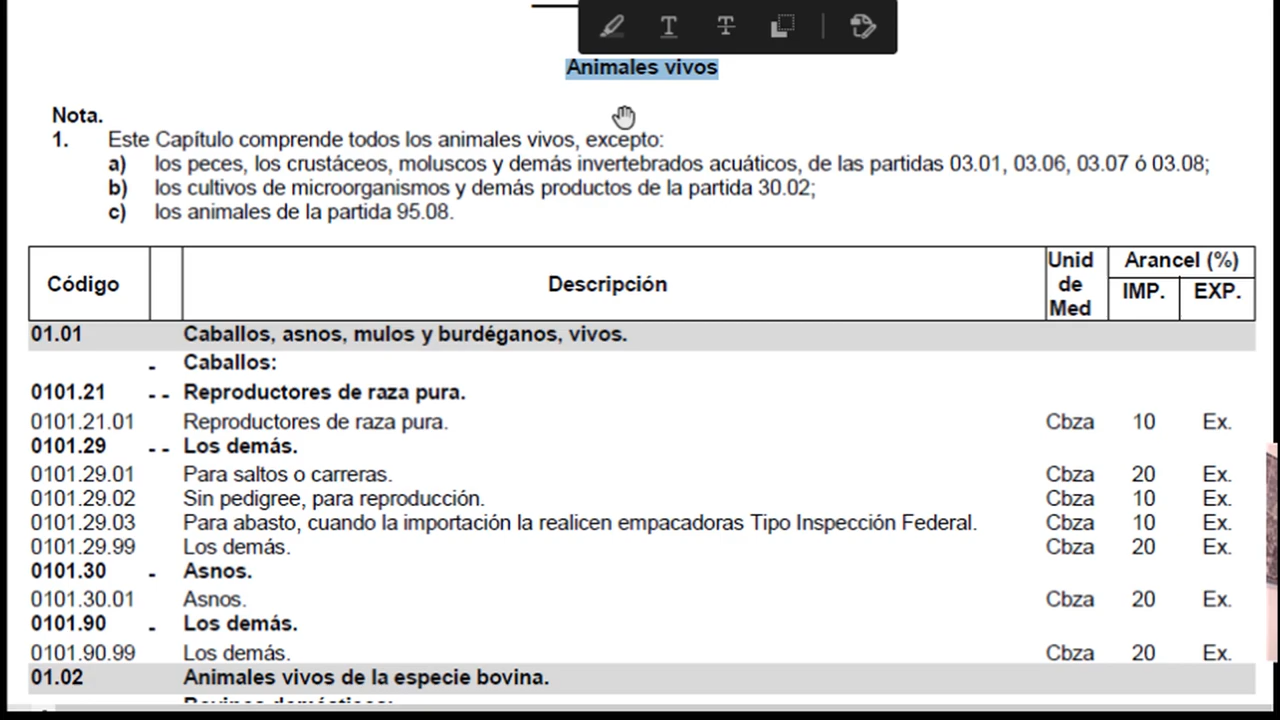 Animales vivos
Nota.
1. Este Capítulo comprende todos los animales vivos, excepto:
a) los peces, los crustáceos, moluscos y demás invertebrados acuáticos, de las partidas 03.01, 03.06, 03.07 ó 03.08;
b) los cultivos de microorganismos y demás productos de la partida 30.02;
c) los animales de la partida 95.08.
Código Descripción Unid de Med Arancel (%)
IMP. EXP.
01.01 Caballos, asnos, mulos y burdéganos, vivos.
- Caballos:
0101.21 - - Reproductores de raza pura.
0101.21.01 Reproductores de raza pura. Cbza 10 Ex.
0101.29 - - Los demás.
0101.29.01 Para saltos o carreras. Cbza 20 Ex.
0101.29.02 Sin pedigree, para reproducción. Cbza 10 Ex.
0101.29.03 Para abasto, cuando la importación la realicen empacadoras Tipo Inspección Federal. Cbza 10 Ex.
0101.29.99 Los demás. Cbza 20 Ex.
0101.30 - Asnos.
0101.30.01 Asnos. Cbza 20 Ex.
0101.90 - Los demás.
0101.90.99 Los demás. Cbza 20 Ex.
01.02 Animales vivos de la especie bovina.